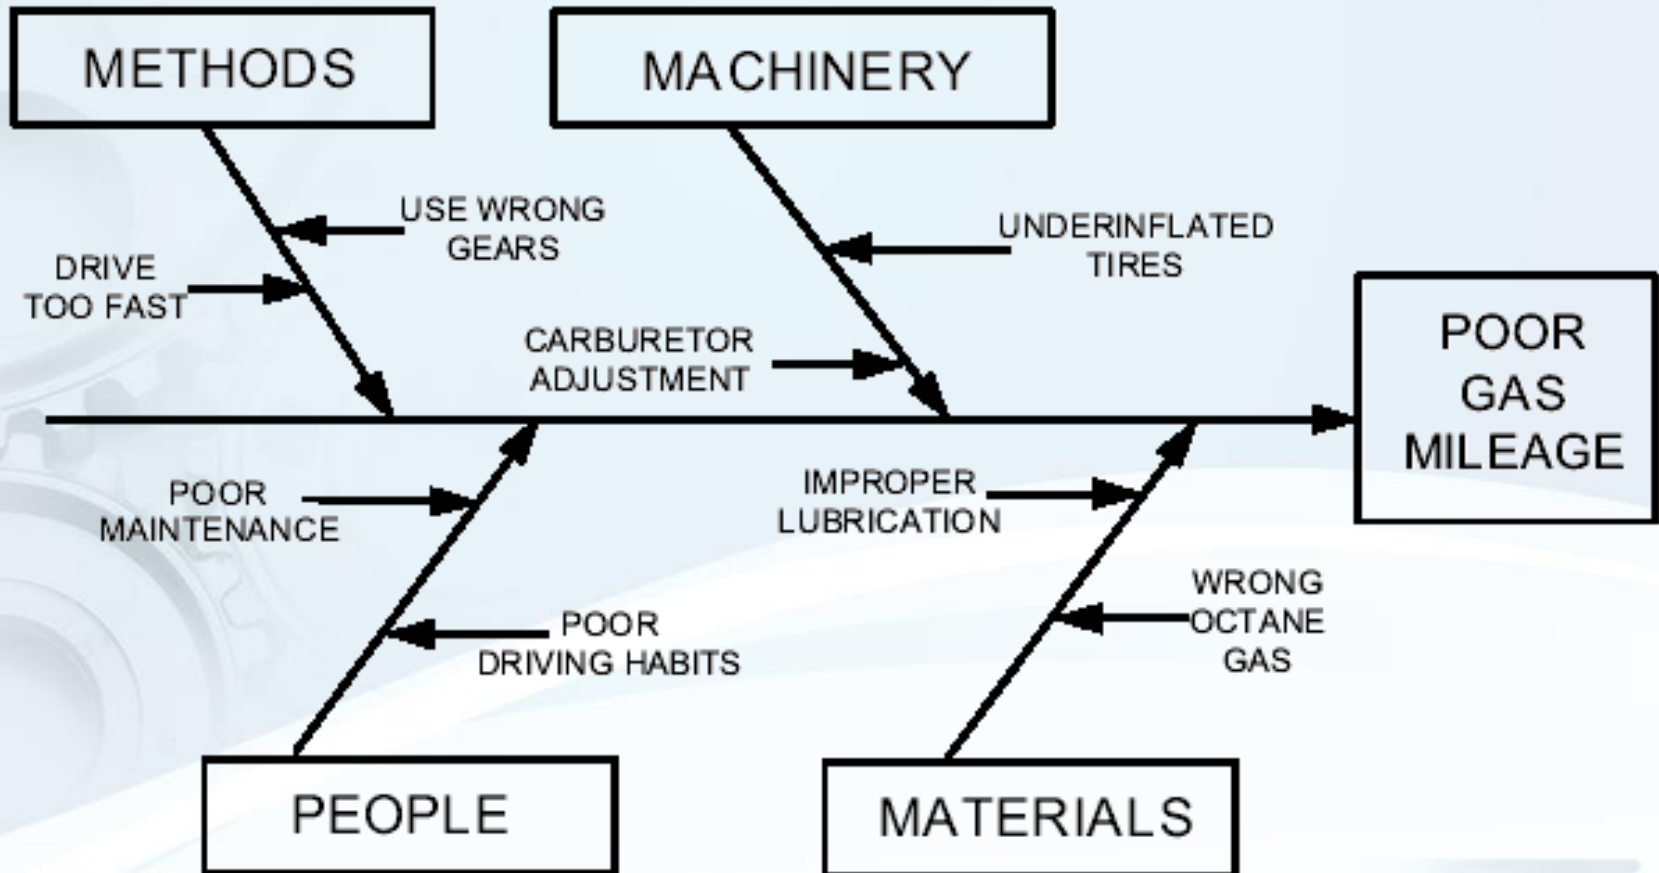 METHODS
MACHINERY
USE WRONG
GEARS
DRIVE
TOO FAST
UNDERINFLATED
TIRES
CARBURETOR
ADJUSTMENT
POOR
GAS
MILEAGE
POOR
MAINTENANCE
IMPROPER
LUBRICATION
POOR
DRIVING HABITS
WRONG
OCTANE
GAS
PEOPLE
MATERIALS